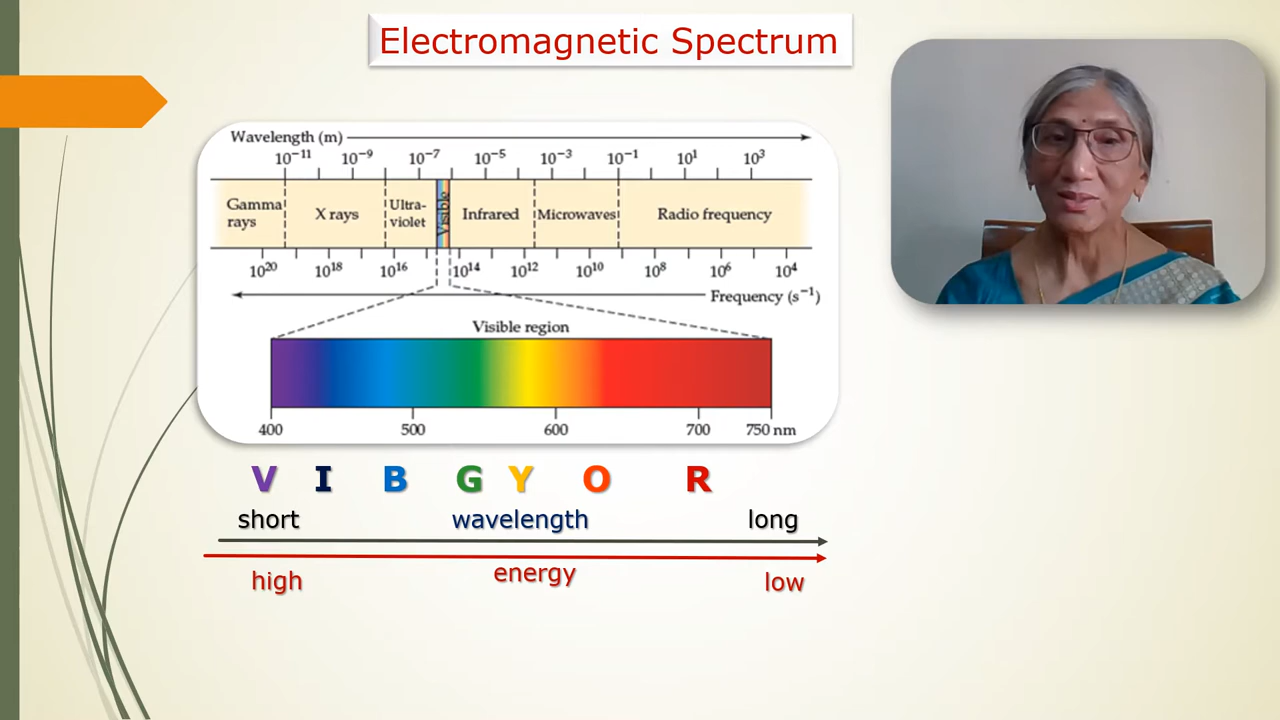 Electromagnetic Spectrum
Wavelength (m)
10⁻¹¹ 10⁻⁹ 10⁻⁷ 10⁻⁵ 10⁻³ 10⁻¹ 10¹ 10³
Gamma rays X rays Ultra-violet Visible Infrared Microwaves Radio frequency
10²⁰ 10¹⁸ 10¹⁶ 10¹⁴ 10¹² 10¹⁰ 10⁸ 10⁶ 10⁴
Frequency (s⁻¹)
Visible region
400 500 600 700 750 nm
V I B G Y O R
short wavelength long
high energy low